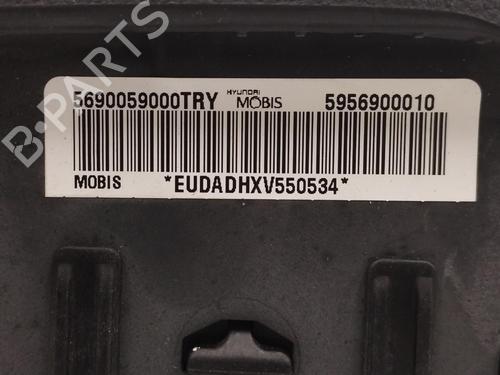 5690059000TRY HYUNDAI MOBIS 5956900010
MOBIS *EUDADHXV550534*
B-PARTS